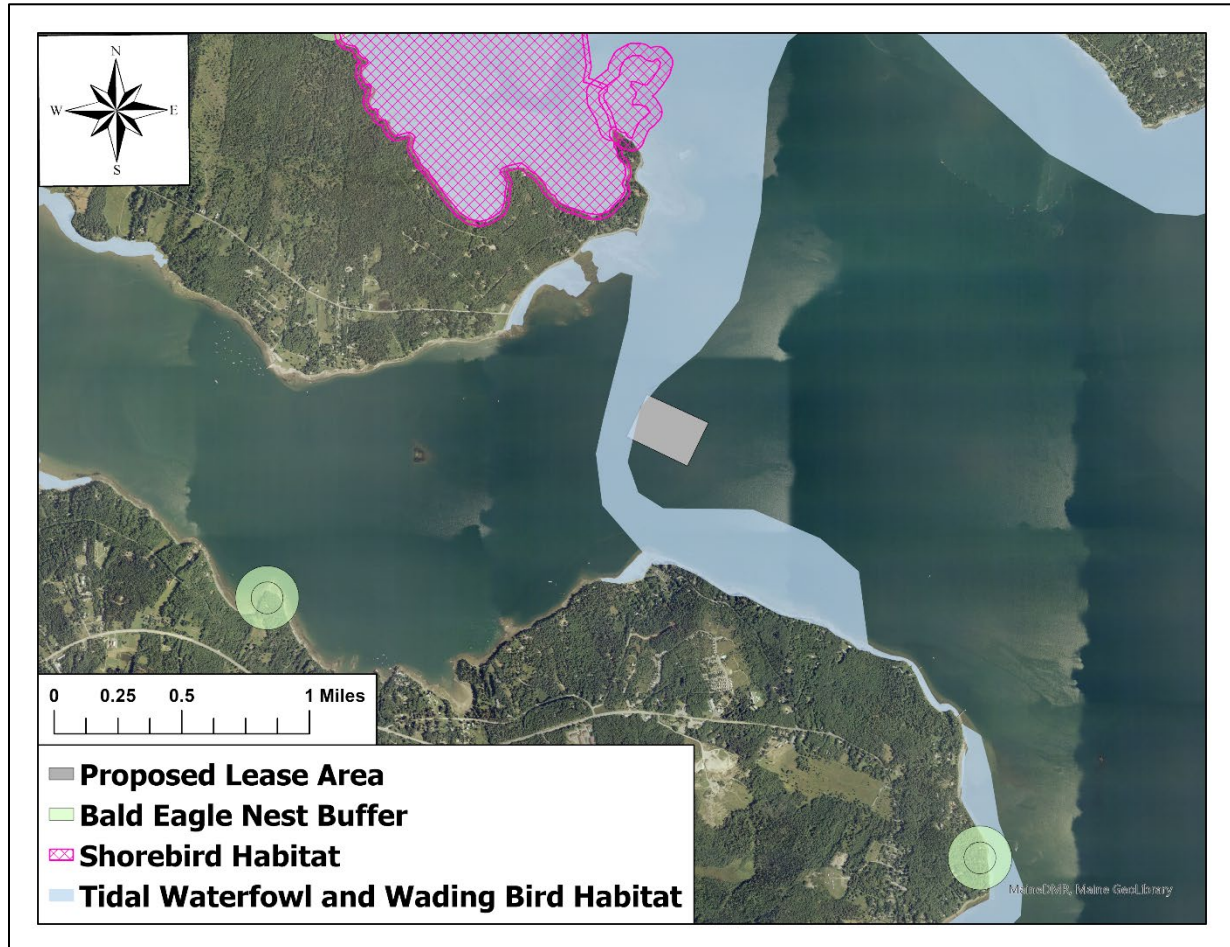 N
W E
S
0 0.25 0.5 1 Miles
Proposed Lease Area
Bald Eagle Nest Buffer
Shorebird Habitat
Tidal Waterfowl and Wading Bird Habitat
MaineDMR, Maine GeoLibrary